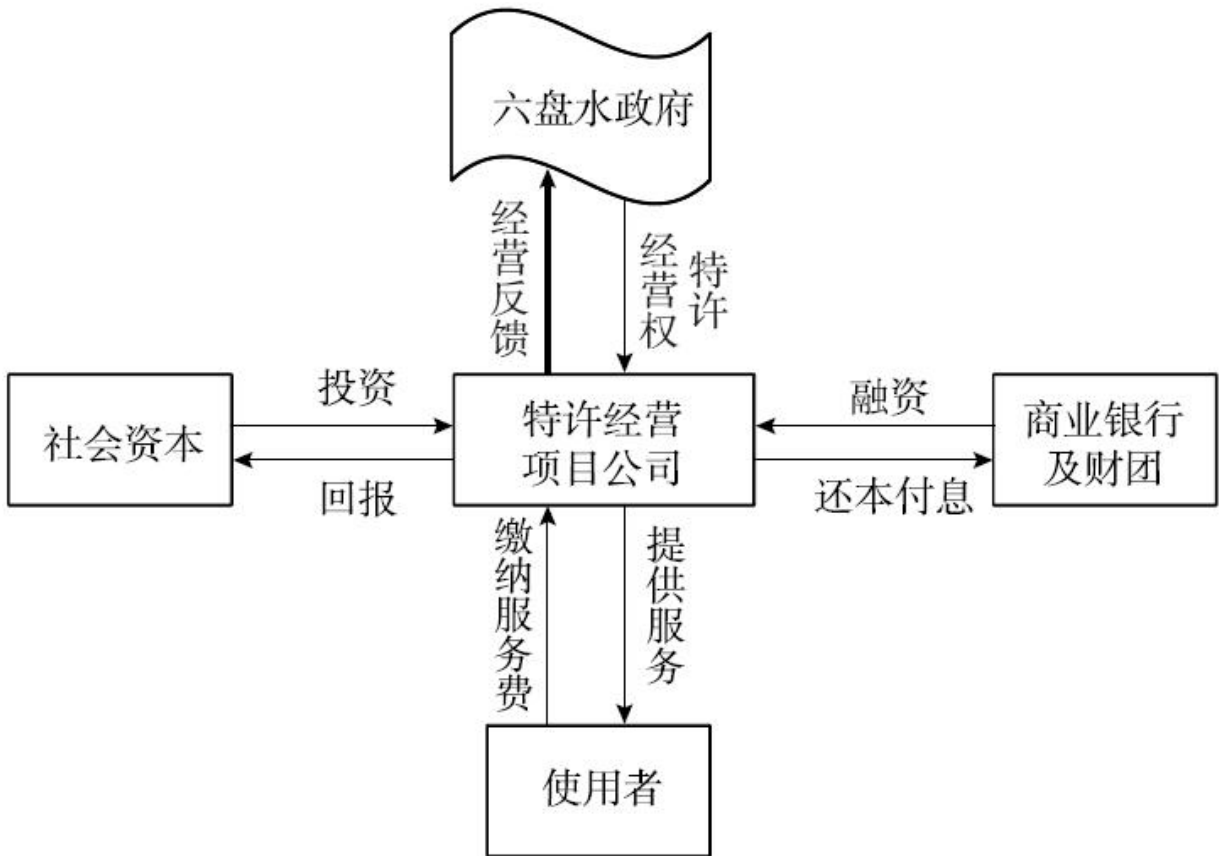 六盘水政府
经营反馈
特许
经营权
投资
融资
社会资本
特许经营
项目公司
商业银行
及财团
回报
还本付息
缴纳服务费
提供服务
使用者